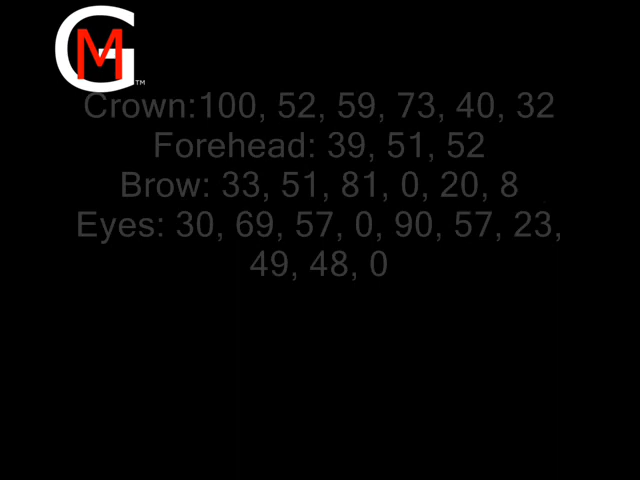 GM™
Crown:100, 52, 59, 73, 40, 32
Forehead: 39, 51, 52
Brow: 33, 51, 81, 0, 20, 8
Eyes: 30, 69, 57, 0, 90, 57, 23,
49, 48, 0